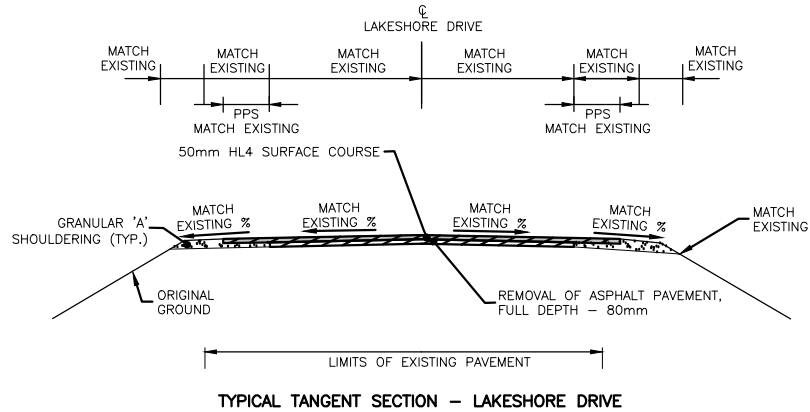 ℄
LAKESHORE DRIVE
MATCH
EXISTING
MATCH
EXISTING
MATCH
EXISTING
MATCH
EXISTING
MATCH
EXISTING
MATCH
EXISTING
PPS
MATCH EXISTING
PPS
MATCH EXISTING
50mm HL4 SURFACE COURSE
GRANULAR 'A'
SHOULDERING (TYP.)
MATCH
EXISTING %
MATCH
EXISTING %
MATCH
EXISTING %
MATCH
EXISTING %
MATCH
EXISTING
ORIGINAL
GROUND
REMOVAL OF ASPHALT PAVEMENT,
FULL DEPTH – 80mm
LIMITS OF EXISTING PAVEMENT
TYPICAL TANGENT SECTION – LAKESHORE DRIVE